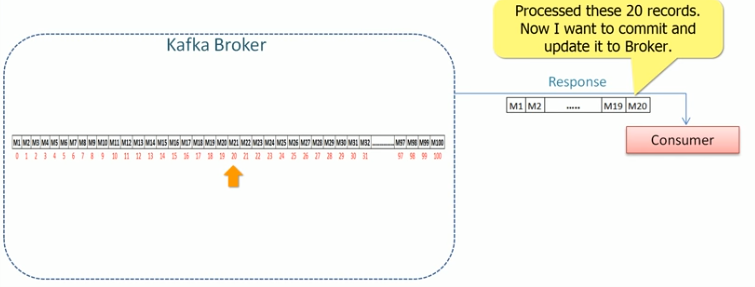 Processed these 20 records.
Now I want to commit and
update it to Broker.
Kafka Broker
Response
M1 M2 ..... M19 M20
Consumer
M1 M2 M3 M4 M5 M6 M7 M8 M9 M10 M11 M12 M13 M14 M15 M16 M17 M18 M19 M20 M21 M22 M23 M24 M25 M26 M27 M28 M29 M30 M31 M32 ............. M97 M98 M99 M100
0 1 2 3 4 5 6 7 8 9 10 11 12 13 14 15 16 17 18 19 20 21 22 23 24 25 26 27 28 29 30 31 97 98 99 100